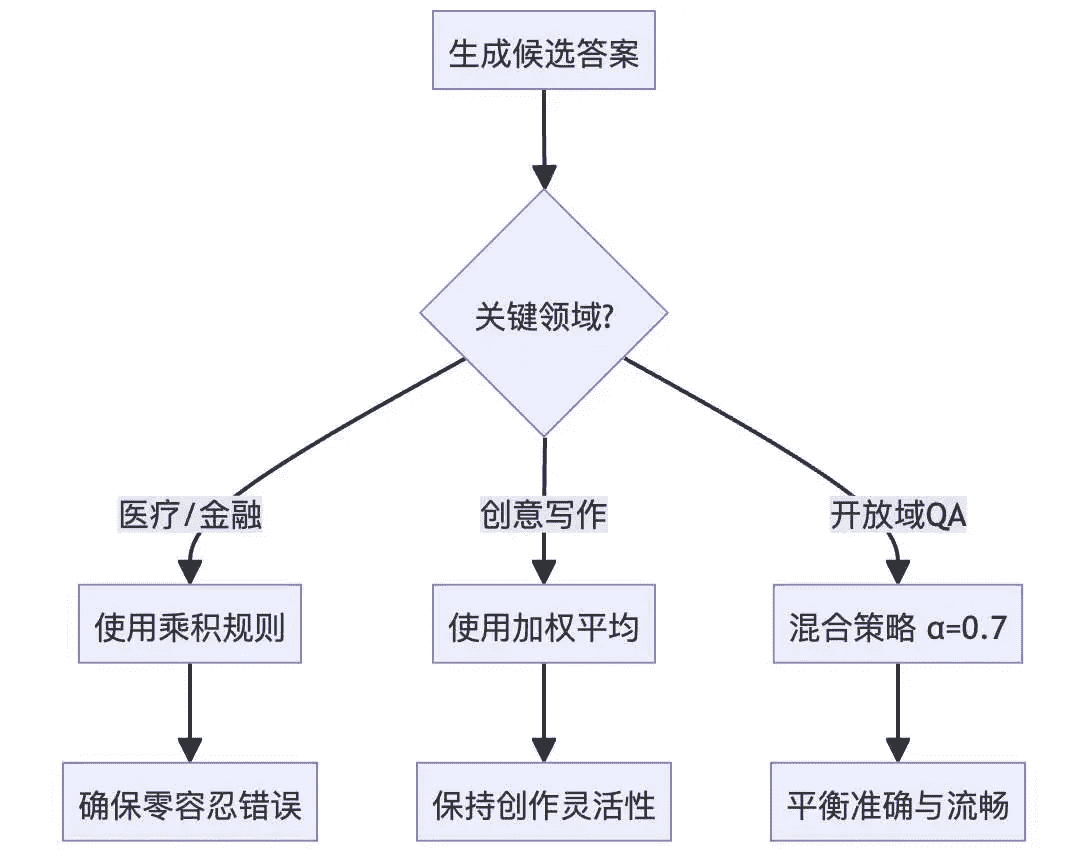 生成候选答案
关键领域?
医疗/金融
创意写作
开放域QA
使用乘积规则
使用加权平均
混合策略 α=0.7
确保零容忍错误
保持创作灵活性
平衡准确与流畅